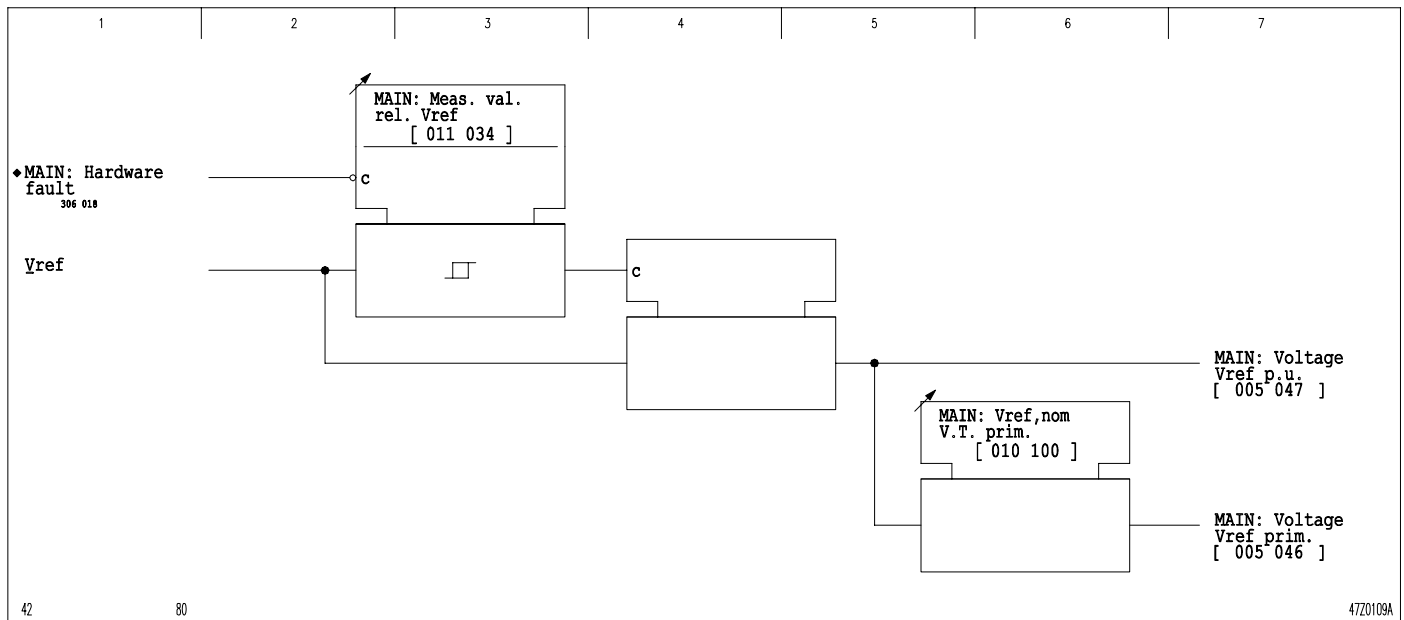 1 2 3 4 5 6 7
MAIN: Meas. val.
rel. Vref
[ 011 034 ]
MAIN: Hardware
fault
306 018
C
Vref
C
MAIN: Voltage
Vref p.u.
[ 005 047 ]
MAIN: Vref,nom
V.T. prim.
[ 010 100 ]
MAIN: Voltage
Vref prim.
[ 005 046 ]
42 80 47Z0109A